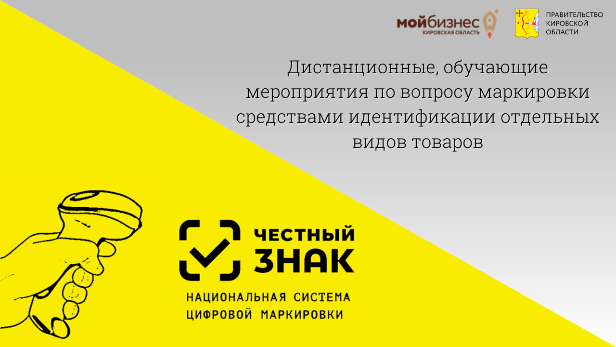 МОЙБИЗНЕС
КИРОВСКАЯ ОБЛАСТЬ
ПРАВИТЕЛЬСТВО
КИРОВСКОЙ
ОБЛАСТИ
Дистанционные, обучающие
мероприятия по вопросу маркировки
средствами идентификации отдельных
видов товаров
ЧЕСТНЫЙ
ЗНАК
НАЦИОНАЛЬНАЯ СИСТЕМА
ЦИФРОВОЙ МАРКИРОВКИ